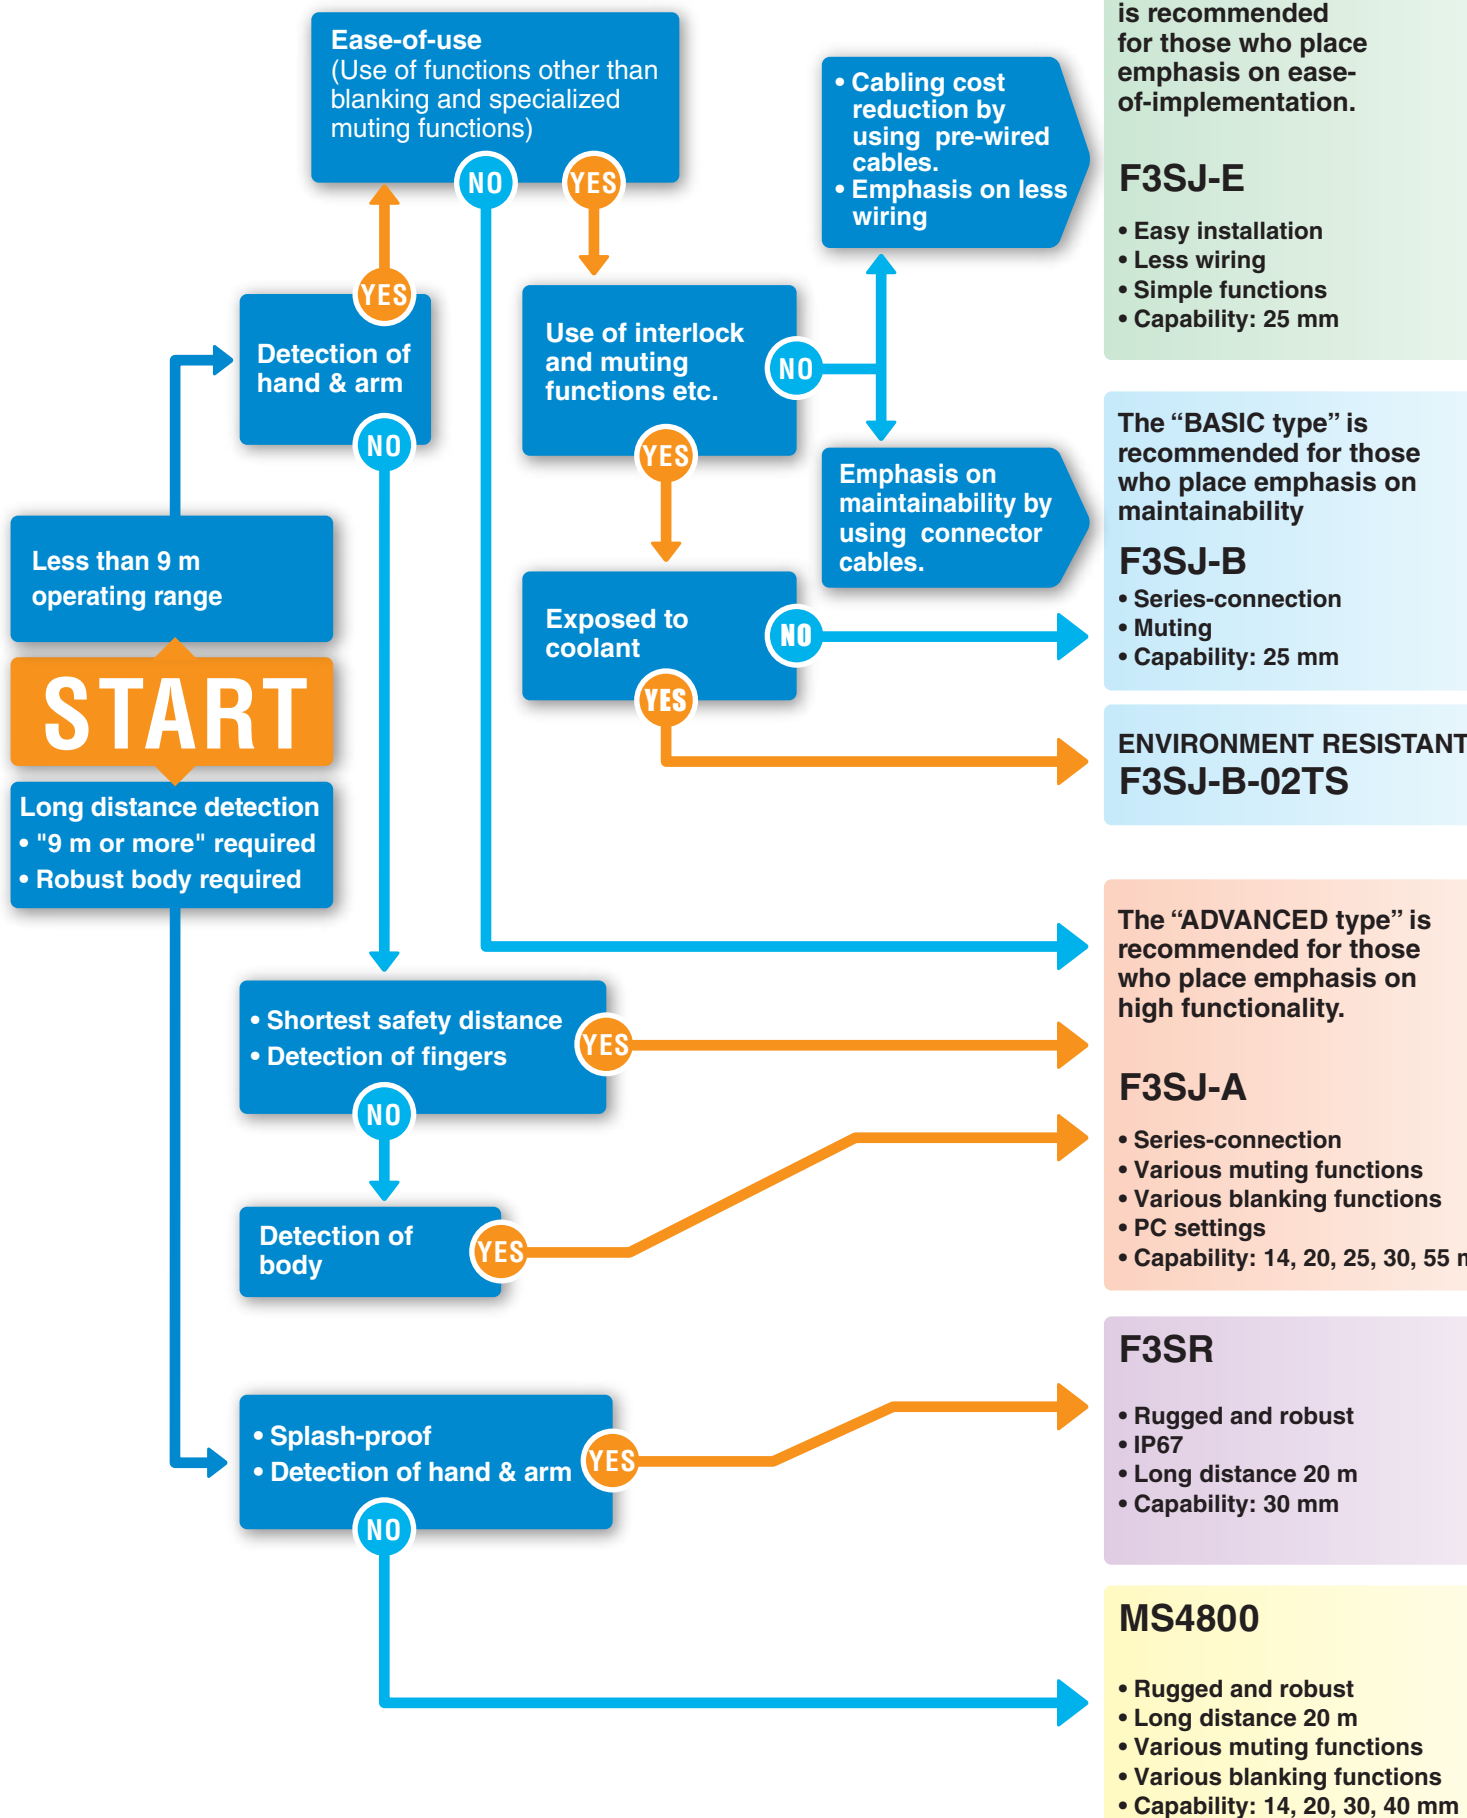 Ease-of-use
(Use of functions other than
blanking and specialized
muting functions)
NO
YES
• Cabling cost
reduction by
using pre-wired
cables.
• Emphasis on less
wiring
YES
Detection of
hand & arm
NO
Use of interlock
and muting
functions etc.
NO
YES
Emphasis on
maintainability by
using connector
cables.
Less than 9 m
operating range
START
Long distance detection
• "9 m or more" required
• Robust body required
Exposed to
coolant
NO
YES
• Shortest safety distance
• Detection of fingers
YES
NO
Detection of
body
YES
• Splash-proof
• Detection of hand & arm
YES
NO
is recommended
for those who place
emphasis on ease-
of-implementation.
F3SJ-E
• Easy installation
• Less wiring
• Simple functions
• Capability: 25 mm
The “BASIC type” is
recommended for those
who place emphasis on
maintainability
F3SJ-B
• Series-connection
• Muting
• Capability: 25 mm
ENVIRONMENT RESISTANT
F3SJ-B-02TS
The “ADVANCED type” is
recommended for those
who place emphasis on
high functionality.
F3SJ-A
• Series-connection
• Various muting functions
• Various blanking functions
• PC settings
• Capability: 14, 20, 25, 30, 55
F3SR
• Rugged and robust
• IP67
• Long distance 20 m
• Capability: 30 mm
MS4800
• Rugged and robust
• Long distance 20 m
• Various muting functions
• Various blanking functions
• Capability: 14, 20, 30, 40 mm